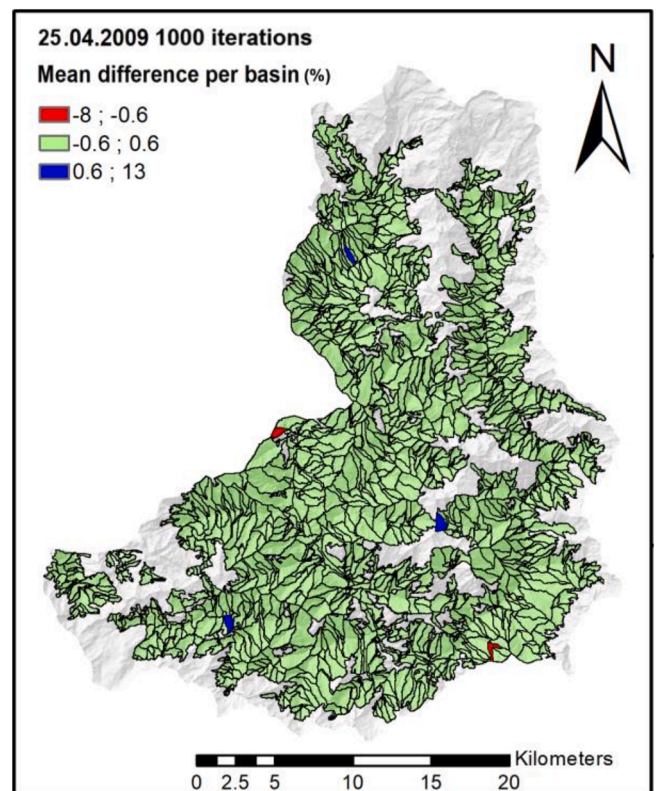 25.04.2009 1000 iterations
Mean difference per basin (%)
-8 ; -0.6
-0.6 ; 0.6
0.6 ; 13
N
Kilometers
0 2.5 5 10 15 20